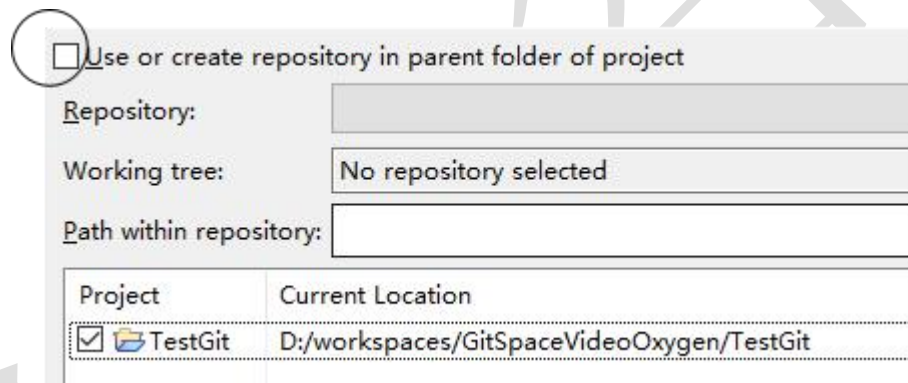 Use or create repository in parent folder of project
Repository:
Working tree: No repository selected
Path within repository:
Project Current Location
TestGit D:/workspaces/GitSpaceVideoOxygen/TestGit